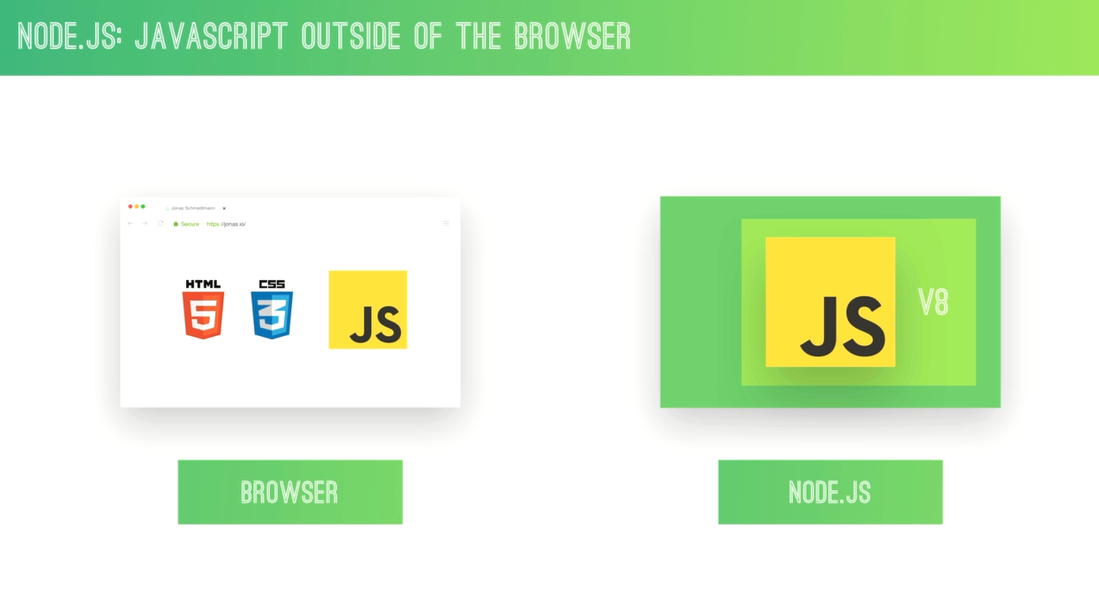 NODE.JS: JAVASCRIPT OUTSIDE OF THE BROWSER
Jonas Schmedtmann
Secure https://jonas.io/
HTML
5
CSS
3
JS
JS
V8
BROWSER
NODE.JS